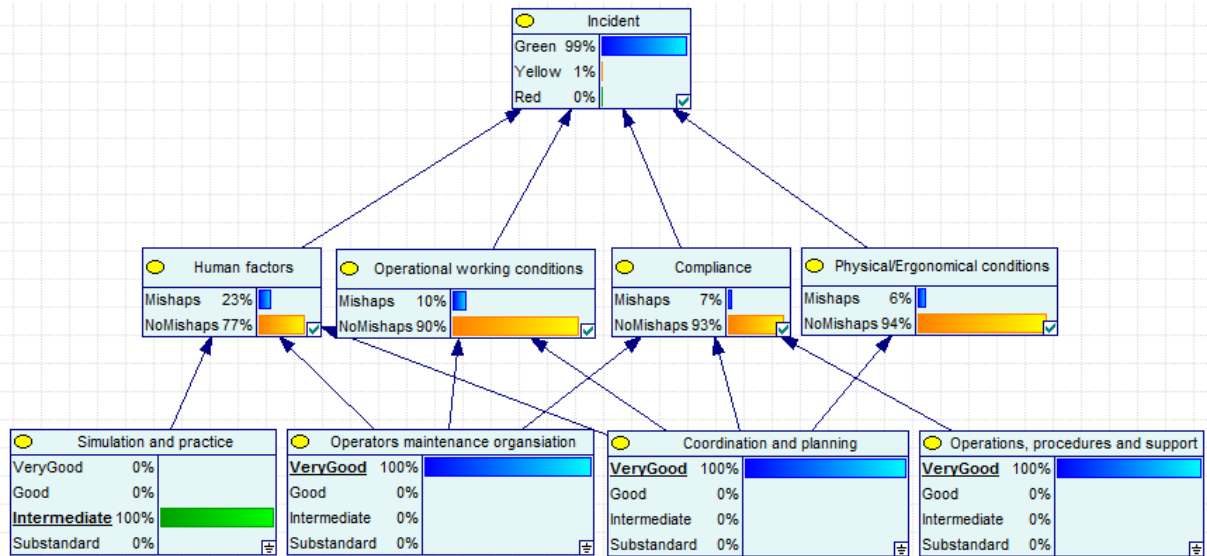 Incident
Green 99%
Yellow 1%
Red 0%
Human factors
Mishaps 23%
NoMishaps 77%
Operational working conditions
Mishaps 10%
NoMishaps 90%
Compliance
Mishaps 7%
NoMishaps 93%
Physical/Ergonomical conditions
Mishaps 6%
NoMishaps 94%
Simulation and practice
VeryGood 0%
Good 0%
Intermediate 100%
Substandard 0%
Operators maintenance organsiation
VeryGood 100%
Good 0%
Intermediate 0%
Substandard 0%
Coordination and planning
VeryGood 100%
Good 0%
Intermediate 0%
Substandard 0%
Operations, procedures and support
VeryGood 100%
Good 0%
Intermediate 0%
Substandard 0%